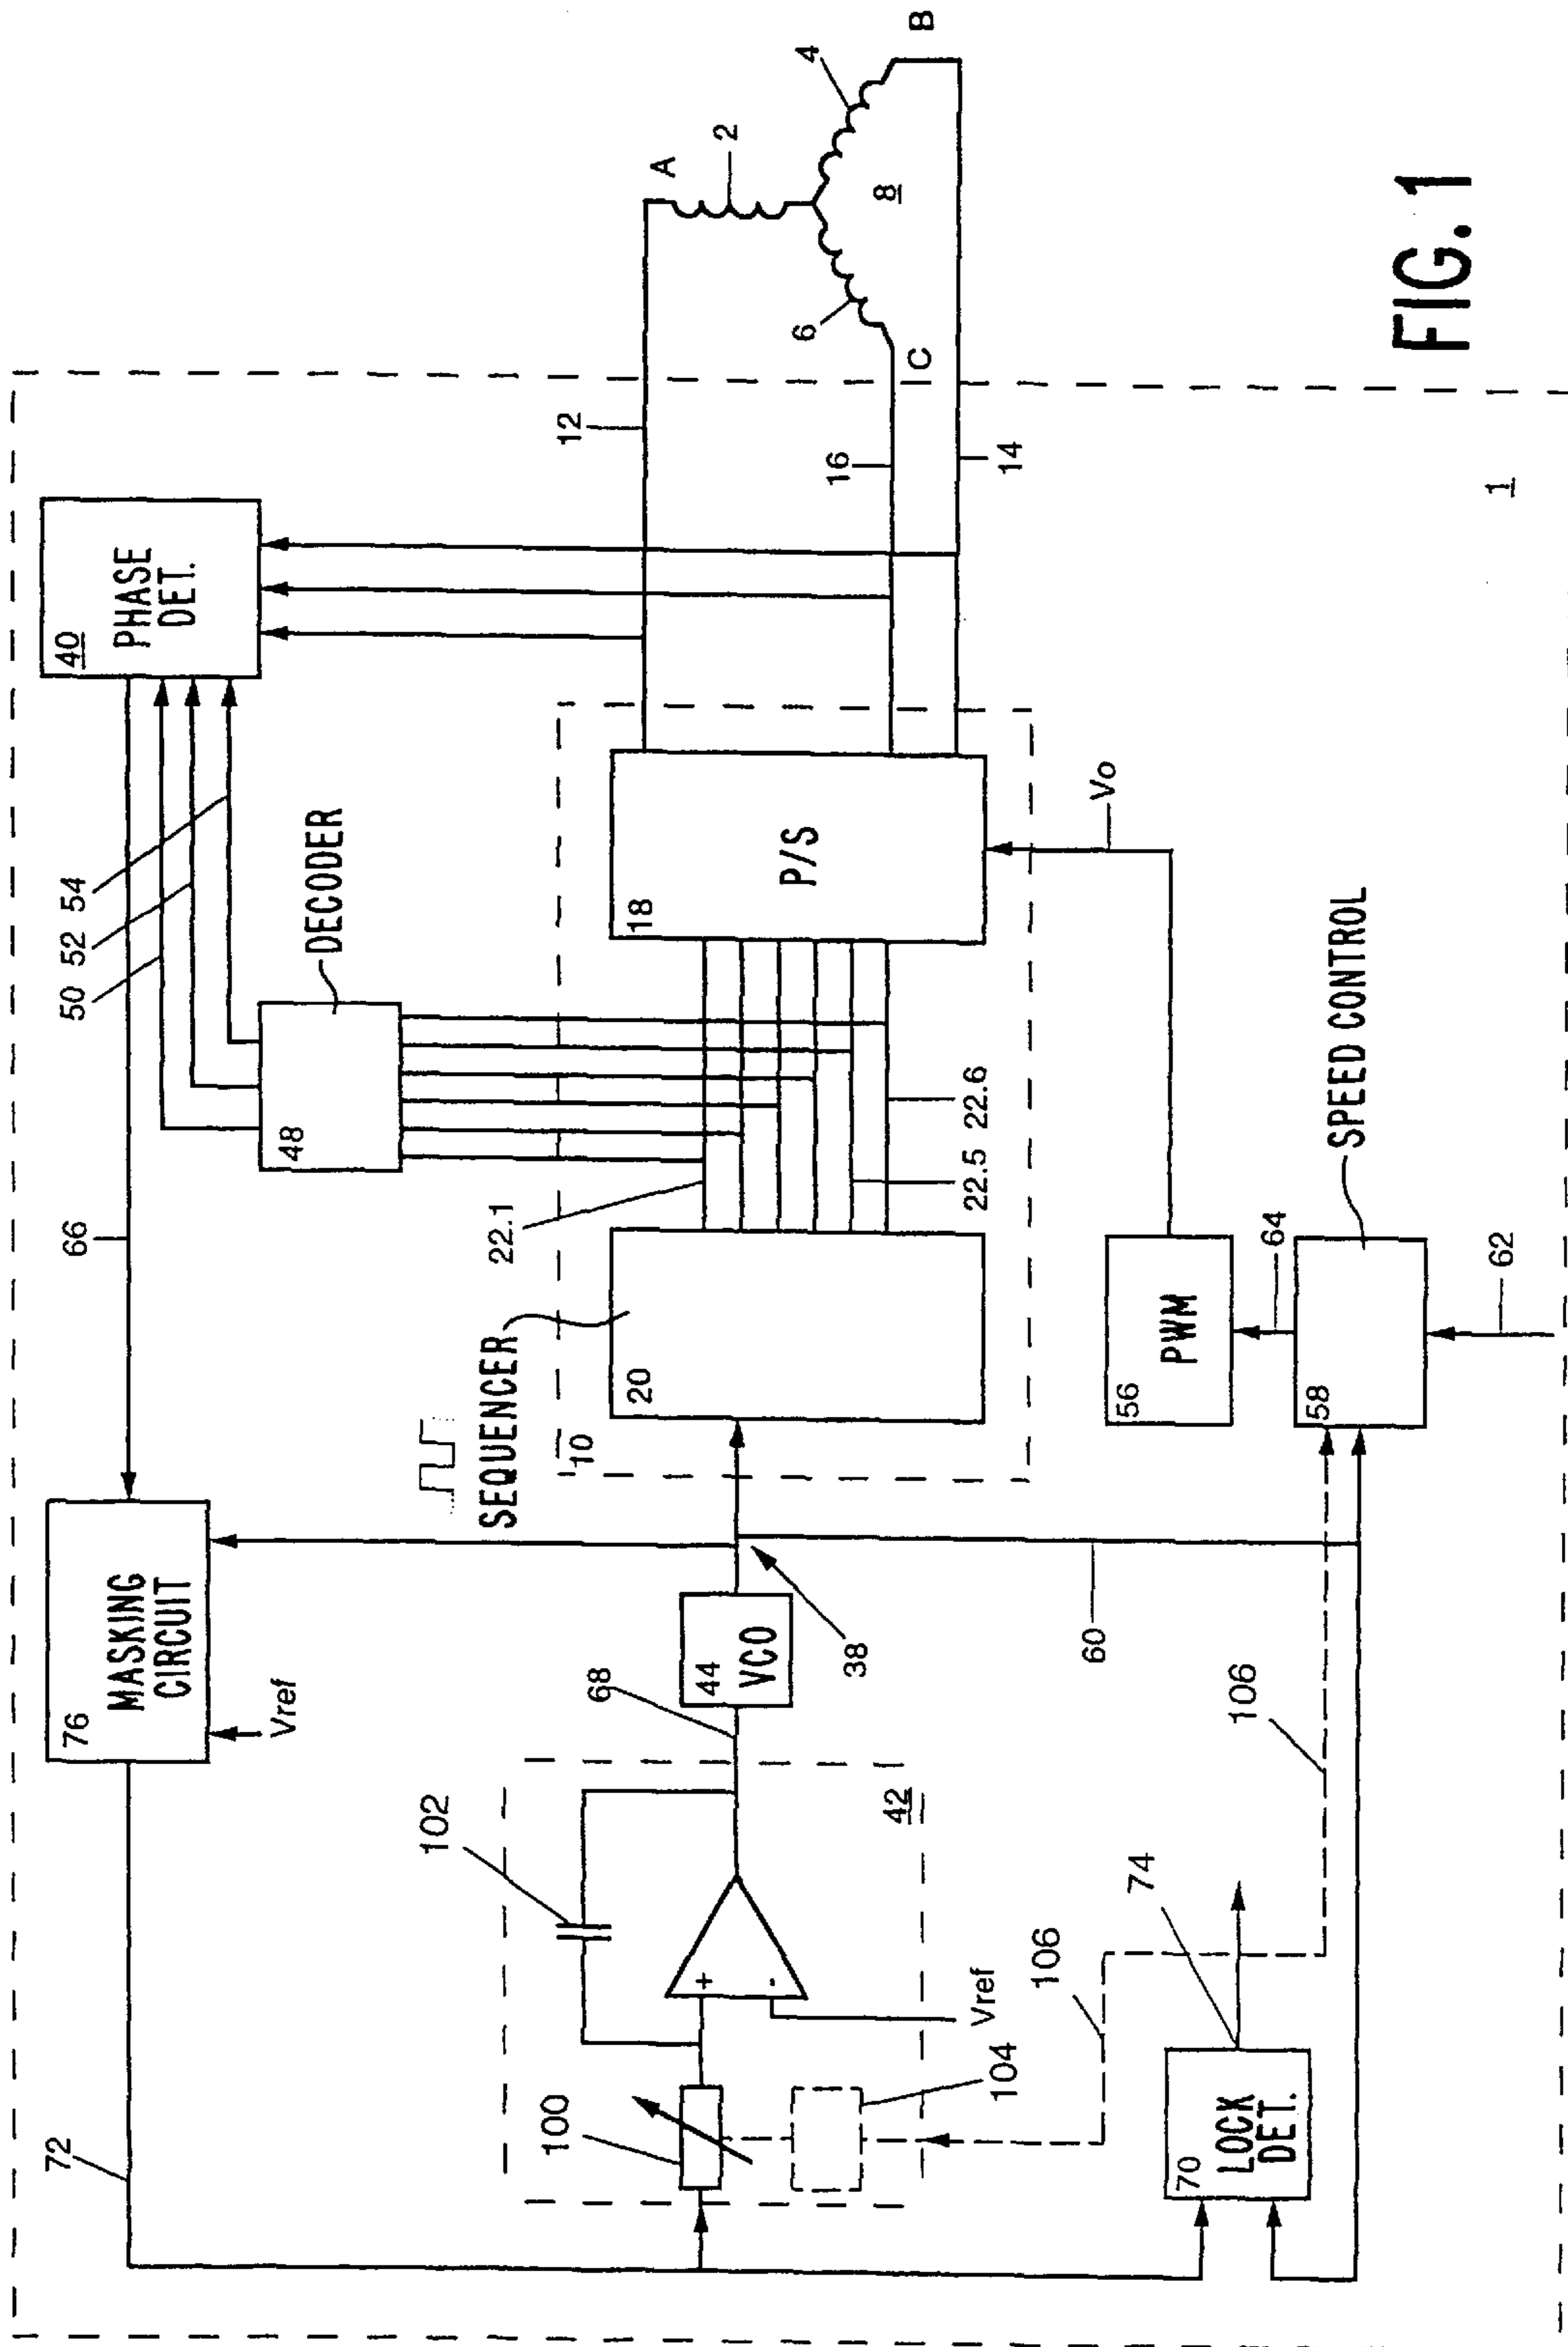 40
PHASE
DET.
66
50
52
54
76
MASKING
CIRCUIT
Vref
72
DECODER
48
12
A
2
4
B
6
8
C
16
14
22.1
SEQUENCER
10
20
18
P/S
22.5
22.6
Vo
102
68
44
VCO
38
42
100
+
-
Vref
104
60
56
PWM
64
58
SPEED CONTROL
62
106
106
74
70
LOCK
DET.
1
FIG. 1